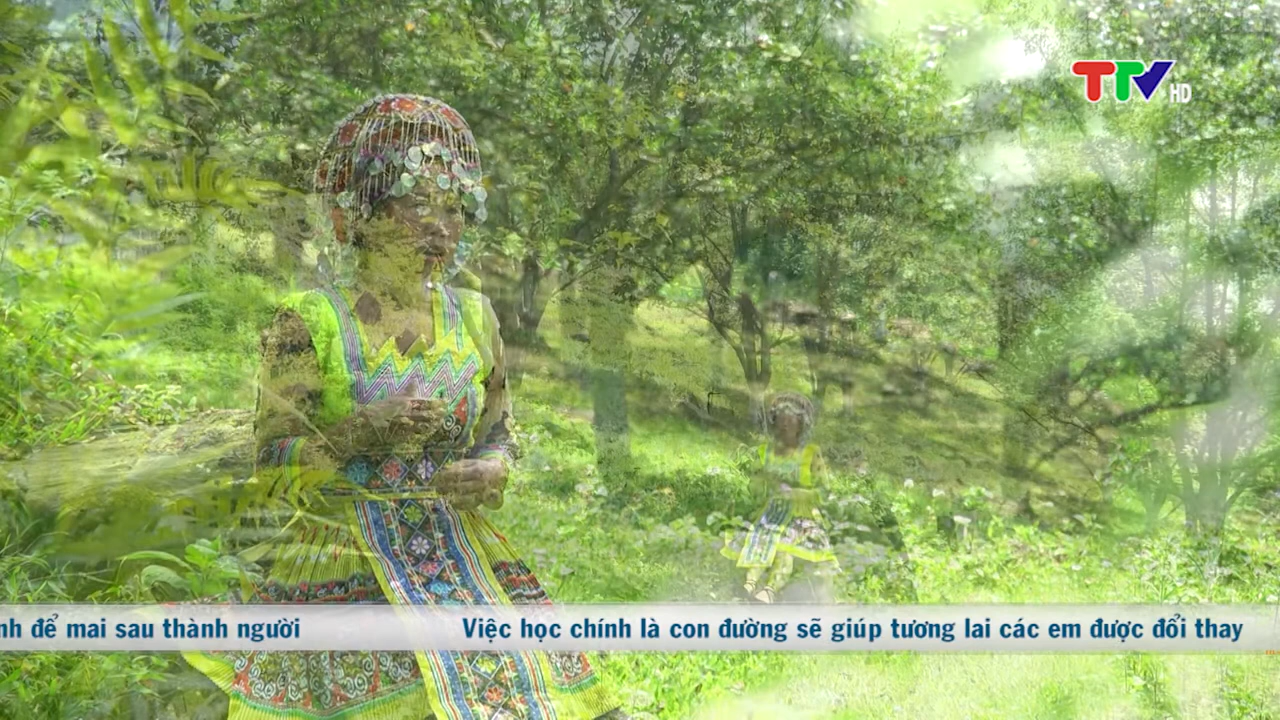 TTV HD
nh để mai sau thành người
Việc học chính là con đường sẽ giúp tương lai các em được đổi thay